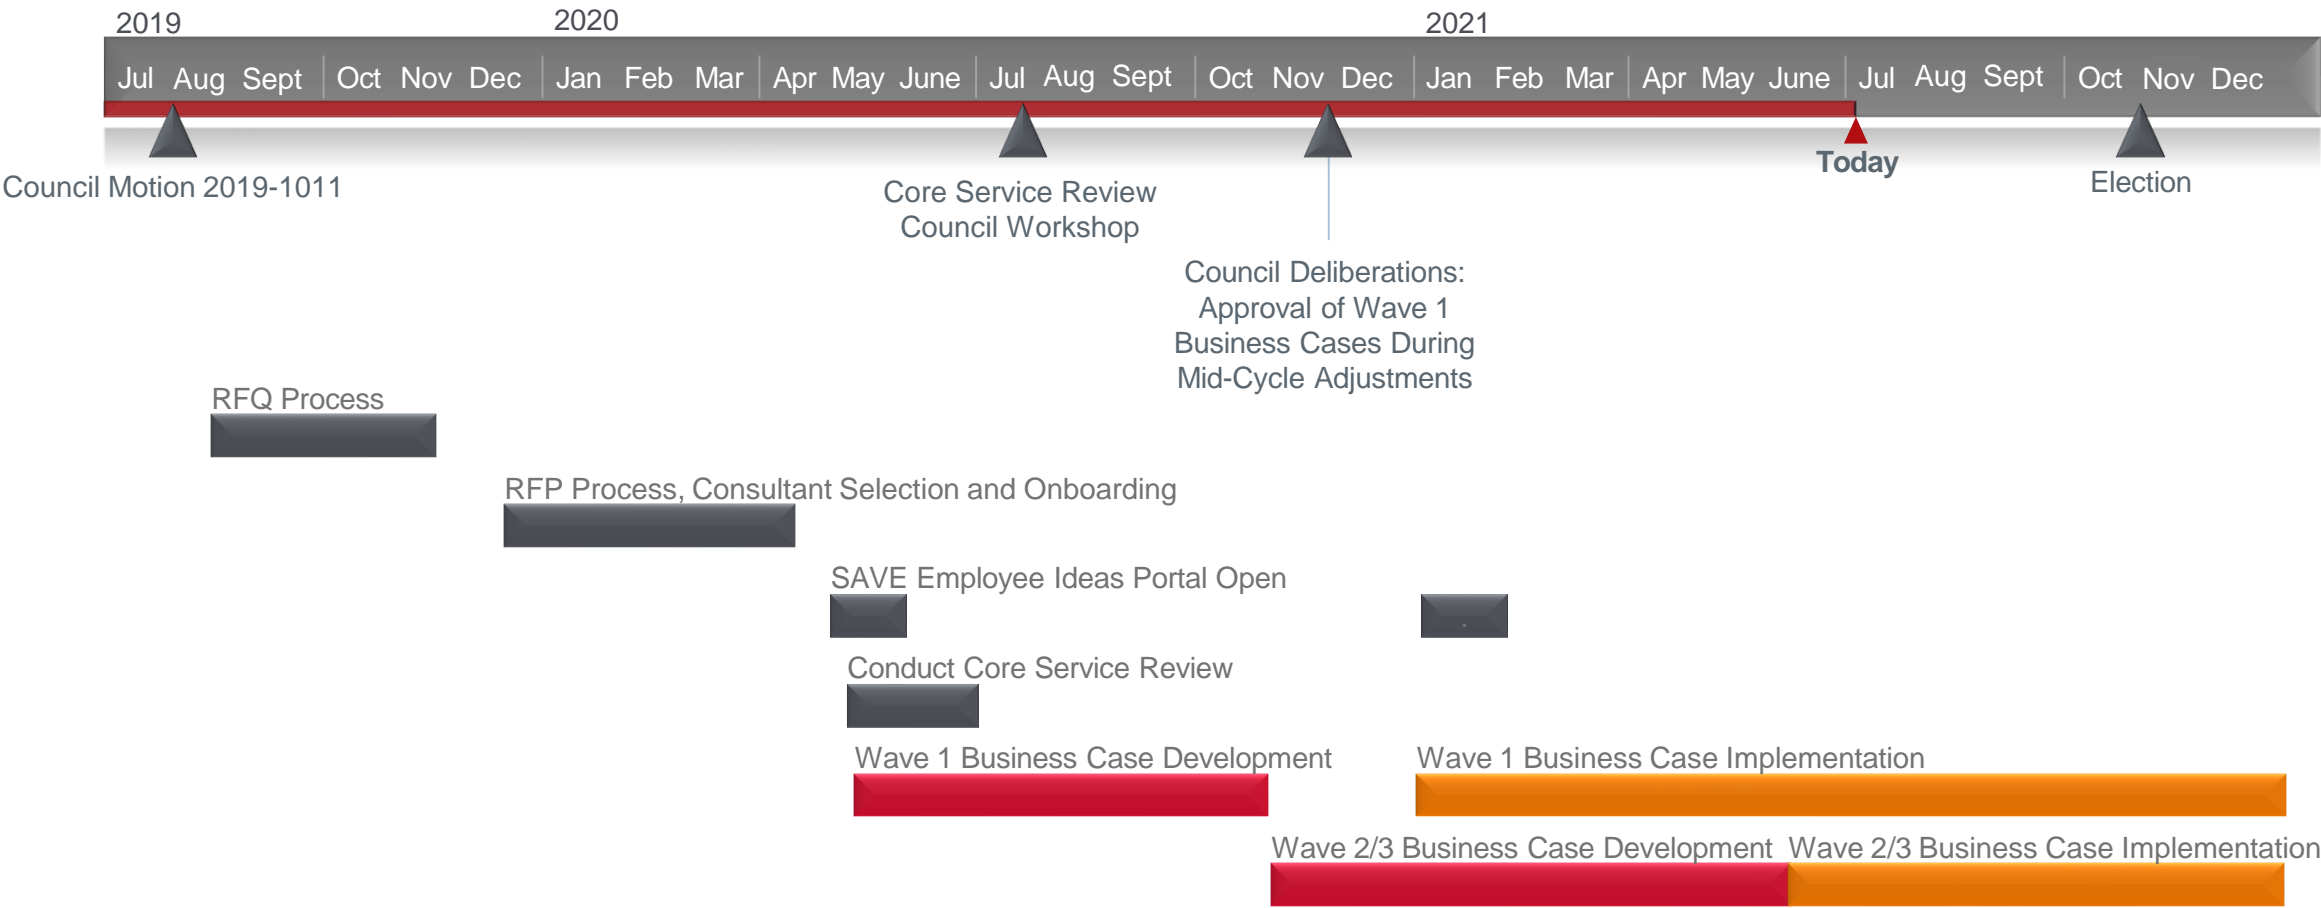 2019 2020 2021
Jul Aug Sept Oct Nov Dec Jan Feb Mar Apr May June Jul Aug Sept Oct Nov Dec Jan Feb Mar Apr May June Jul Aug Sept Oct Nov Dec
Council Motion 2019-1011
Core Service Review
Council Workshop
Council Deliberations:
Approval of Wave 1
Business Cases During
Mid-Cycle Adjustments
Today
Election
RFQ Process
RFP Process, Consultant Selection and Onboarding
SAVE Employee Ideas Portal Open
.
Conduct Core Service Review
Wave 1 Business Case Development Wave 1 Business Case Implementation
Wave 2/3 Business Case Development Wave 2/3 Business Case Implementation